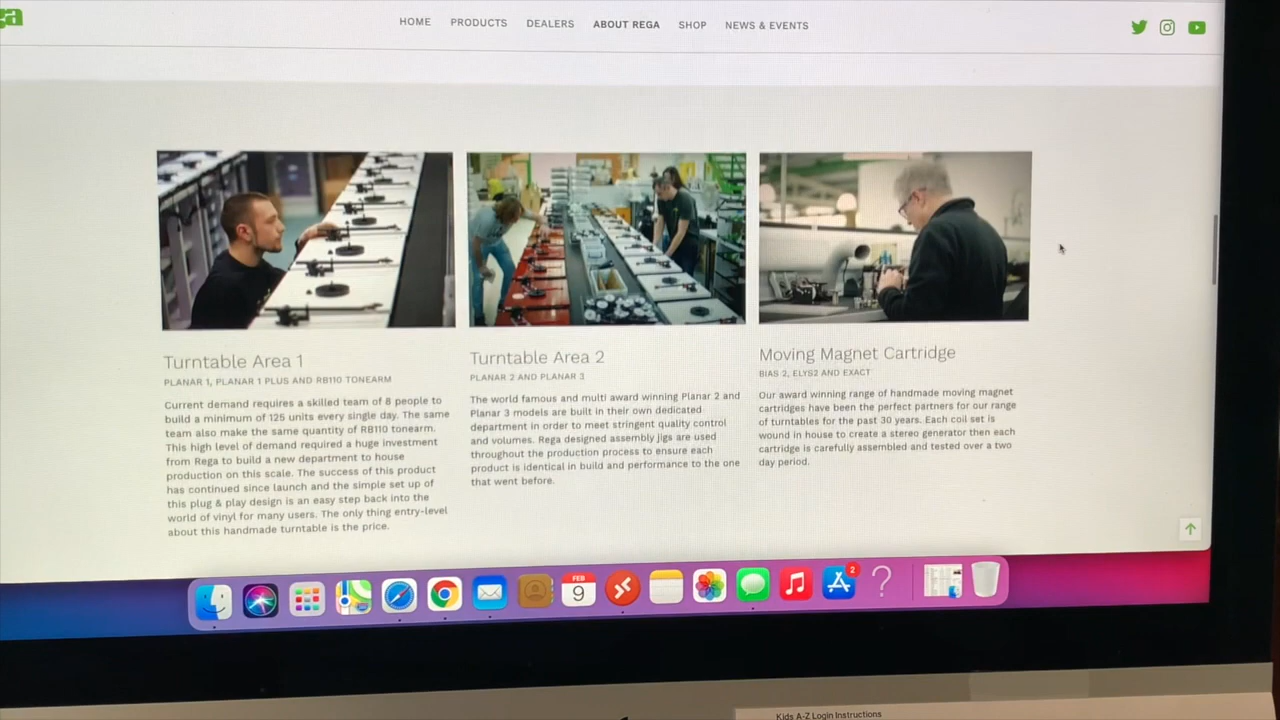 ga
HOME PRODUCTS DEALERS ABOUT REGA SHOP NEWS & EVENTS
Turntable Area 1
PLANAR 1, PLANAR 1 PLUS AND RB110 TONEARM
Current demand requires a skilled team of 8 people to
build a minimum of 125 units every single day. The same
team also make the same quantity of RB110 tonearm.
This high level of demand required a huge investment
from Rega to build a new department to house
production on this scale. The success of this product
has continued since launch and the simple set up of
this plug & play design is an easy step back into the
world of vinyl for many users. The only thing entry-level
about this handmade turntable is the price.
Turntable Area 2
PLANAR 2 AND PLANAR 3
The world famous and multi award winning Planar 2 and
Planar 3 models are built in their own dedicated
department in order to meet stringent quality control
and volumes. Rega designed assembly jigs are used
throughout the production process to ensure each
product is identical in build and performance to the one
that went before.
Moving Magnet Cartridge
BIAS 2, ELYS2 AND EXACT
Our award winning range of handmade moving magnet
cartridges have been the perfect partners for our range
of turntables for the past 30 years. Each coil set is
wound in house to create a stereo generator then each
cartridge is carefully assembled and tested over a two
day period.
FEB
9
2
?
Kids A-Z Login Instructions